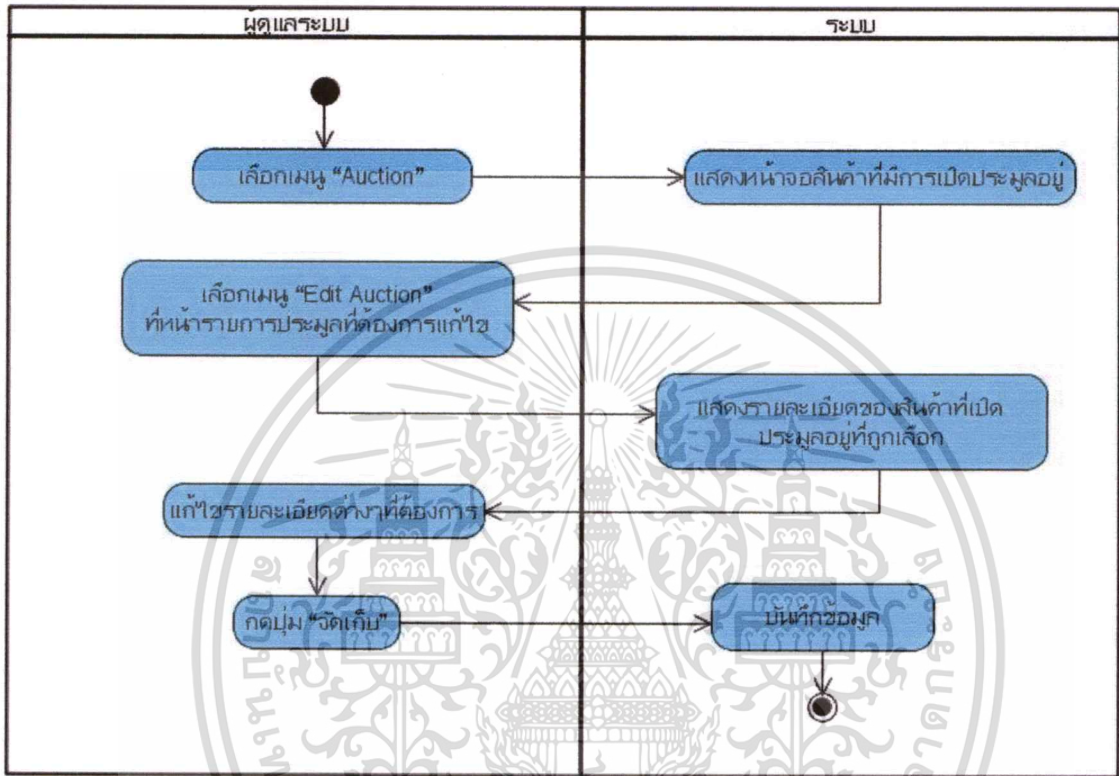 ผู้ดูแลระบบ
ระบบ
เลือกเมนู “Auction”
แสดงหน้าจอสินค้าที่มีการเปิดประมูลอยู่
เลือกเมนู “Edit Auction”
ที่หน้ารายการประมูลที่ต้องการแก้ไข
แสดงรายละเอียดของสินค้าที่เปิด
ประมูลอยู่ที่ถูกเลือก
แก้ไขรายละเอียดต่างๆที่ต้องการ
กดปุ่ม “จัดเก็บ”
บันทึกข้อมูล